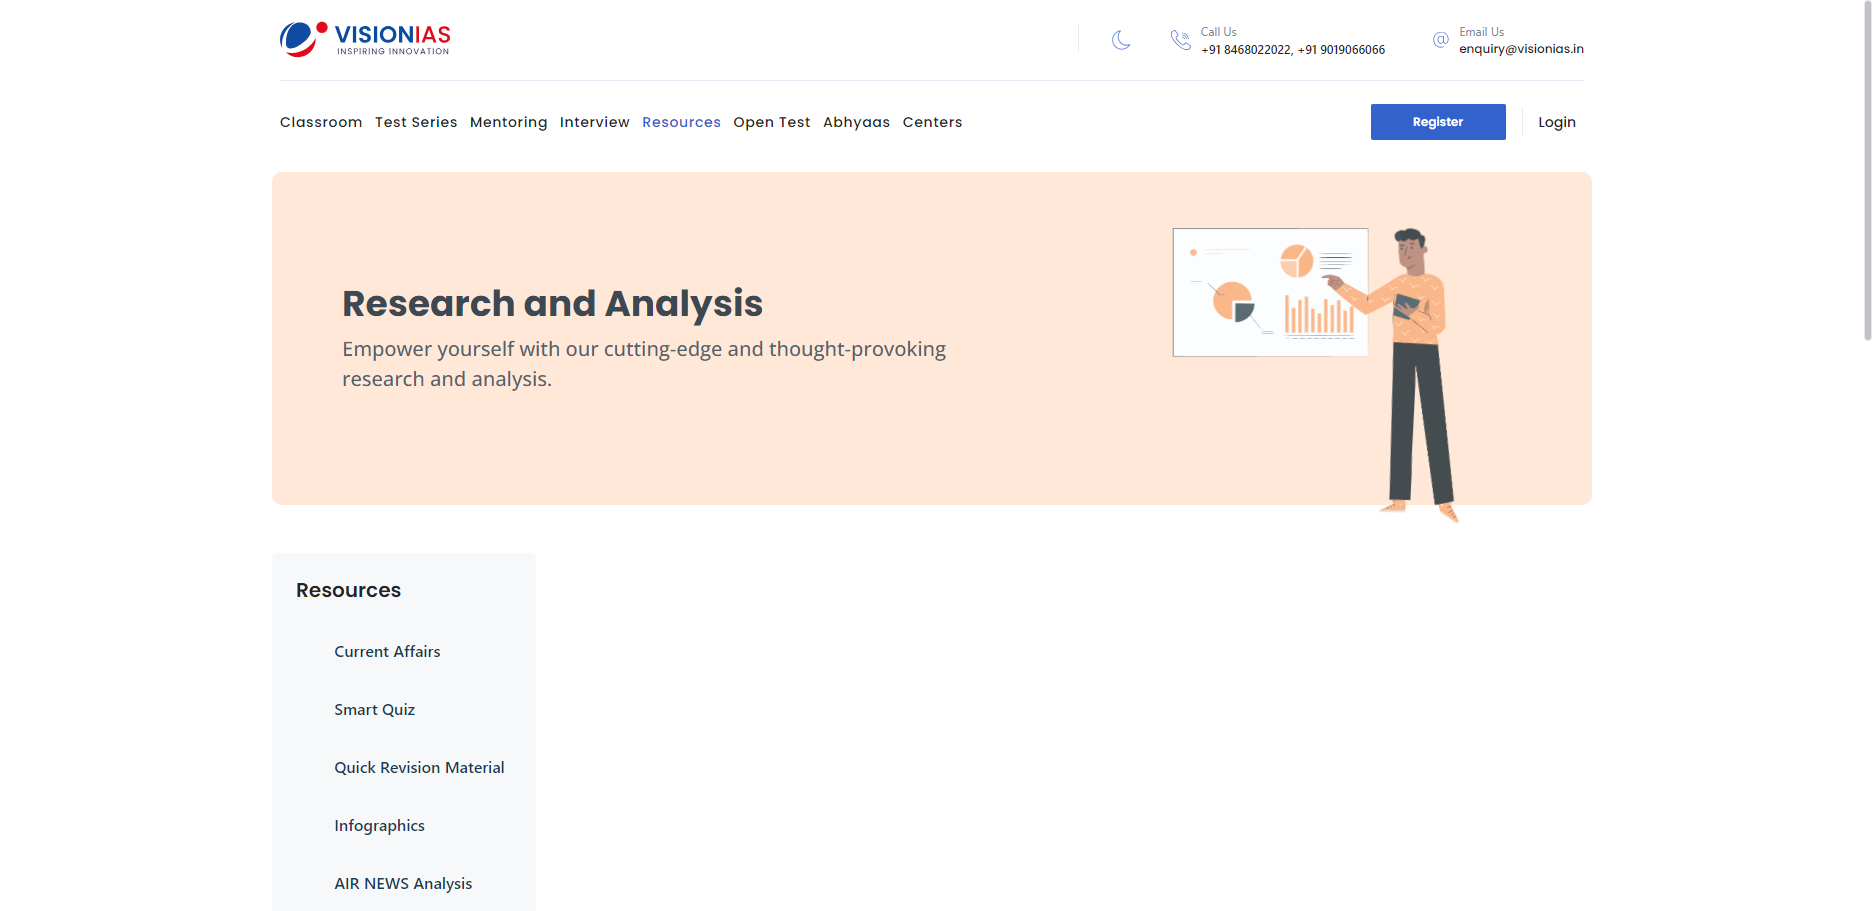 VISIONIAS
INSPIRING INNOVATION
Call Us
+91 8468022022, +91 9019066066
Email Us
enquiry@visionias.in
Classroom Test Series Mentoring Interview Resources Open Test Abhyaas Centers
Register
Login
Research and Analysis
Empower yourself with our cutting-edge and thought-provoking
research and analysis.
Resources
Current Affairs
Smart Quiz
Quick Revision Material
Infographics
AIR NEWS Analysis